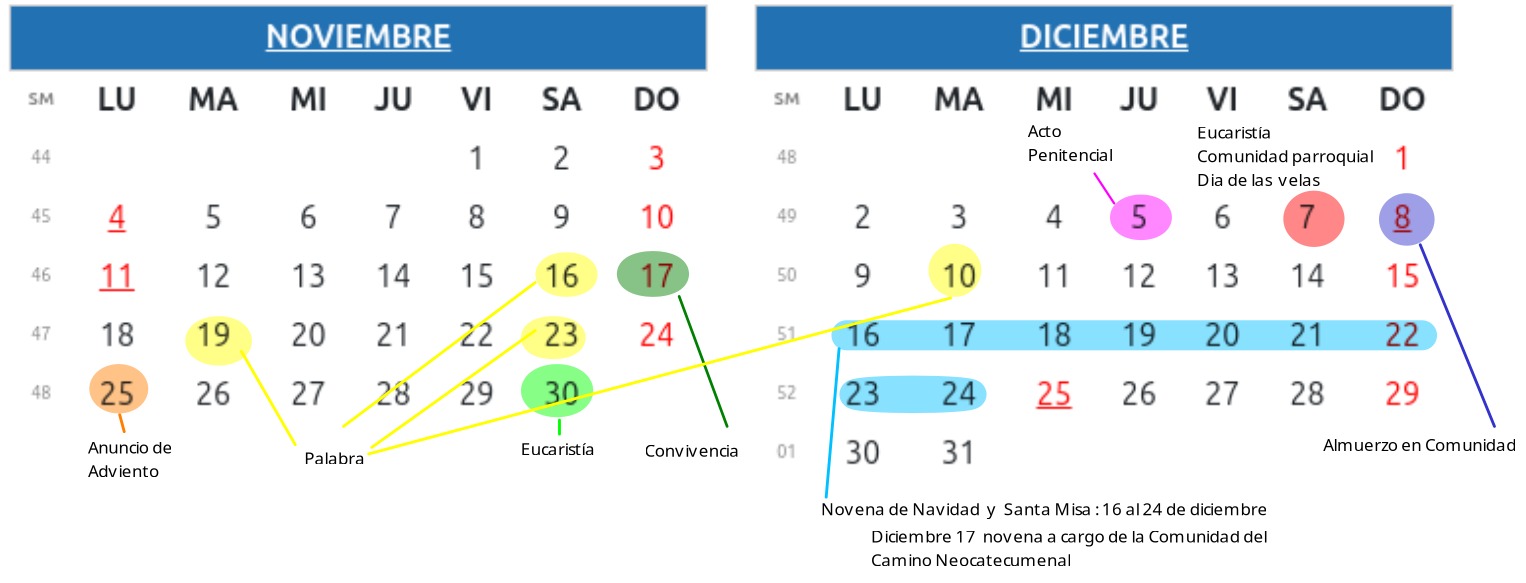 NOVIEMBRE
SM LU MA MI JU VI SA DO
44 1 2 3
45 4 5 6 7 8 9 10
46 11 12 13 14 15 16 17
47 18 19 20 21 22 23 24
48 25 26 27 28 29 30
Anuncio de
Adviento
Palabra
Eucaristía
Convivencia
DICIEMBRE
SM LU MA MI JU VI SA DO
Acto
Penitencial
Eucaristía
Comunidad parroquial
Dia de las velas
48 1
49 2 3 4 5 6 7 8
50 9 10 11 12 13 14 15
51 16 17 18 19 20 21 22
52 23 24 25 26 27 28 29
01 30 31
Almuerzo en Comunidad
Novena de Navidad y Santa Misa : 16 al 24 de diciembre
Diciembre 17 novena a cargo de la Comunidad del
Camino Neocatecumenal